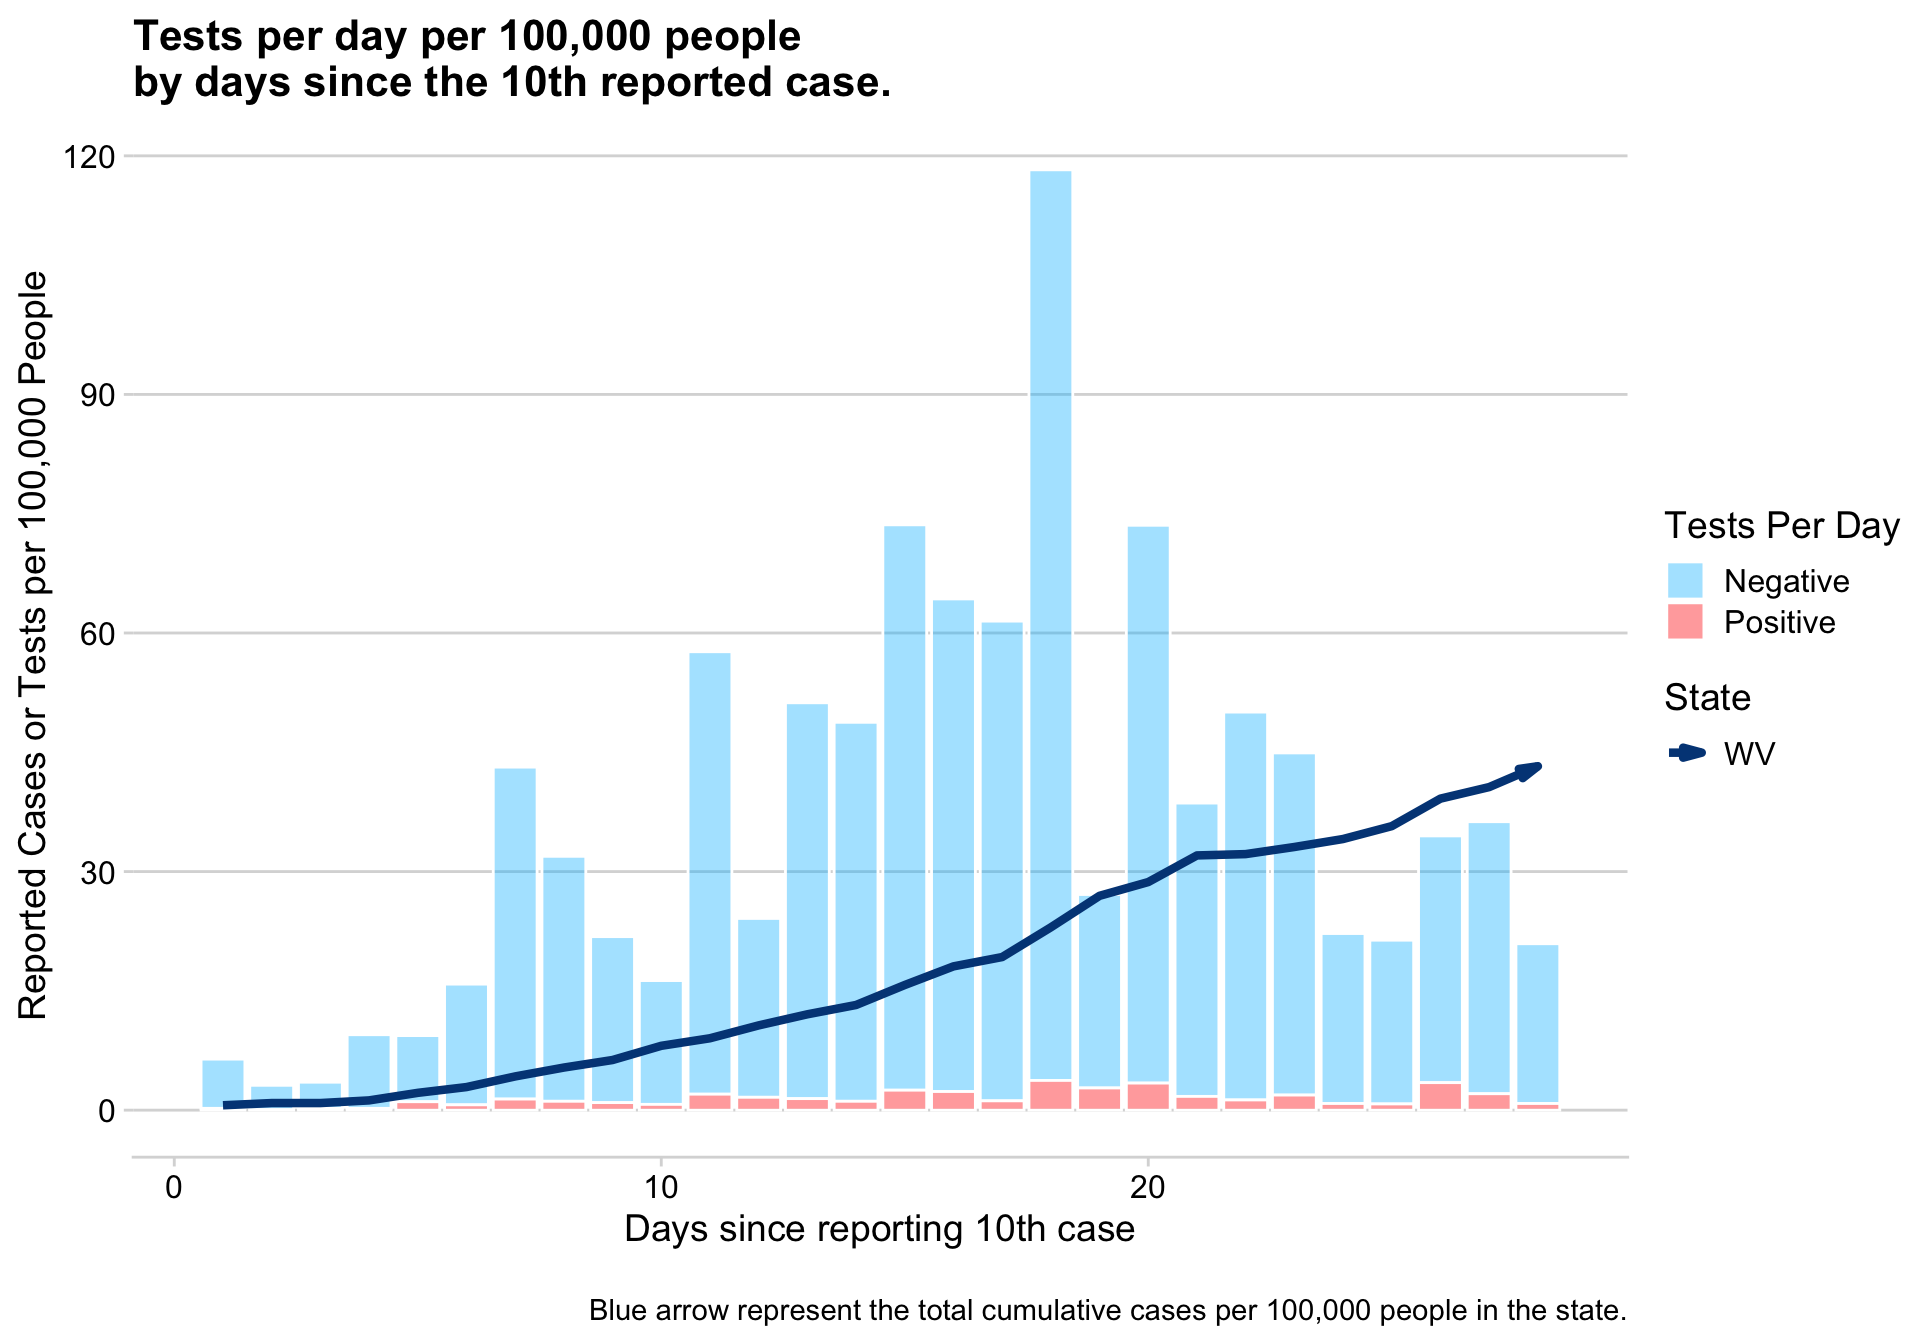 Tests per day per 100,000 people
by days since the 10th reported case.
Reported Cases or Tests per 100,000 People
120
90
60
30
0
0
10
20
Days since reporting 10th case
Tests Per Day
Negative
Positive
State
WV
Blue arrow represent the total cumulative cases per 100,000 people in the state.